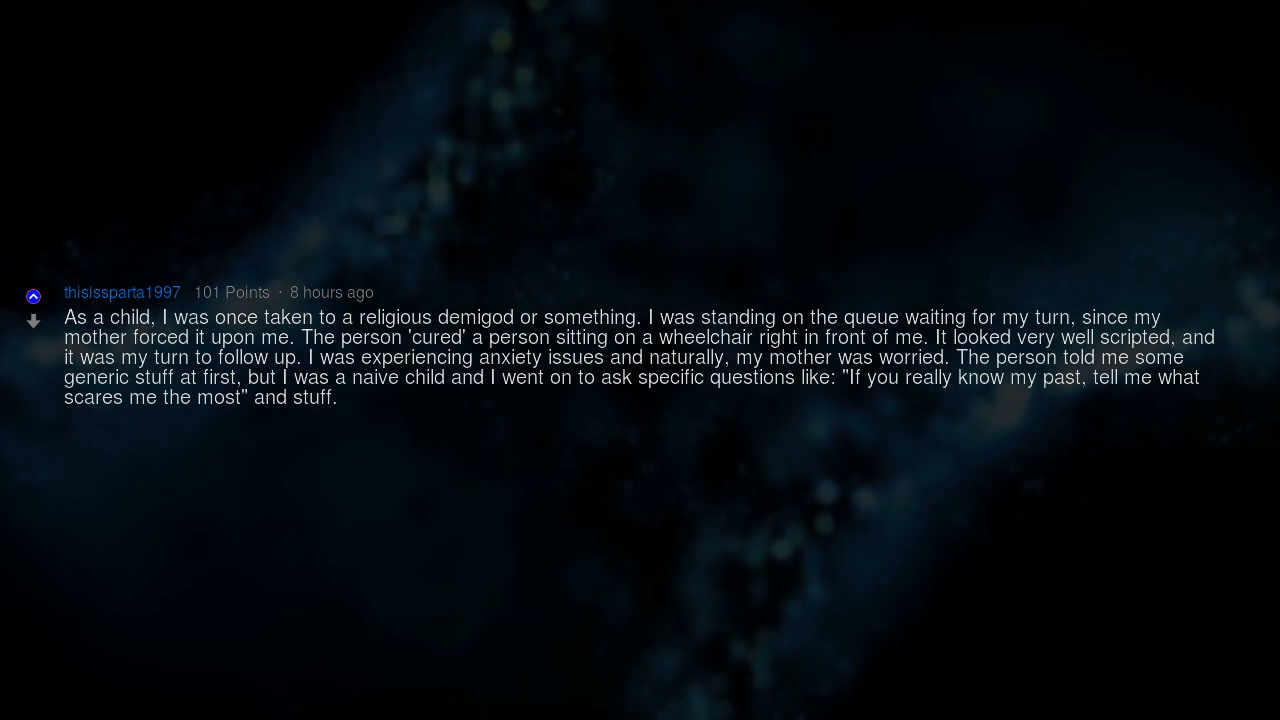 thisissparta1997 101 Points · 8 hours ago
As a child, I was once taken to a religious demigod or something. I was standing on the queue waiting for my turn, since my
mother forced it upon me. The person 'cured' a person sitting on a wheelchair right in front of me. It looked very well scripted, and
it was my turn to follow up. I was experiencing anxiety issues and naturally, my mother was worried. The person told me some
generic stuff at first, but I was a naive child and I went on to ask specific questions like: "If you really know my past, tell me what
scares me the most" and stuff.